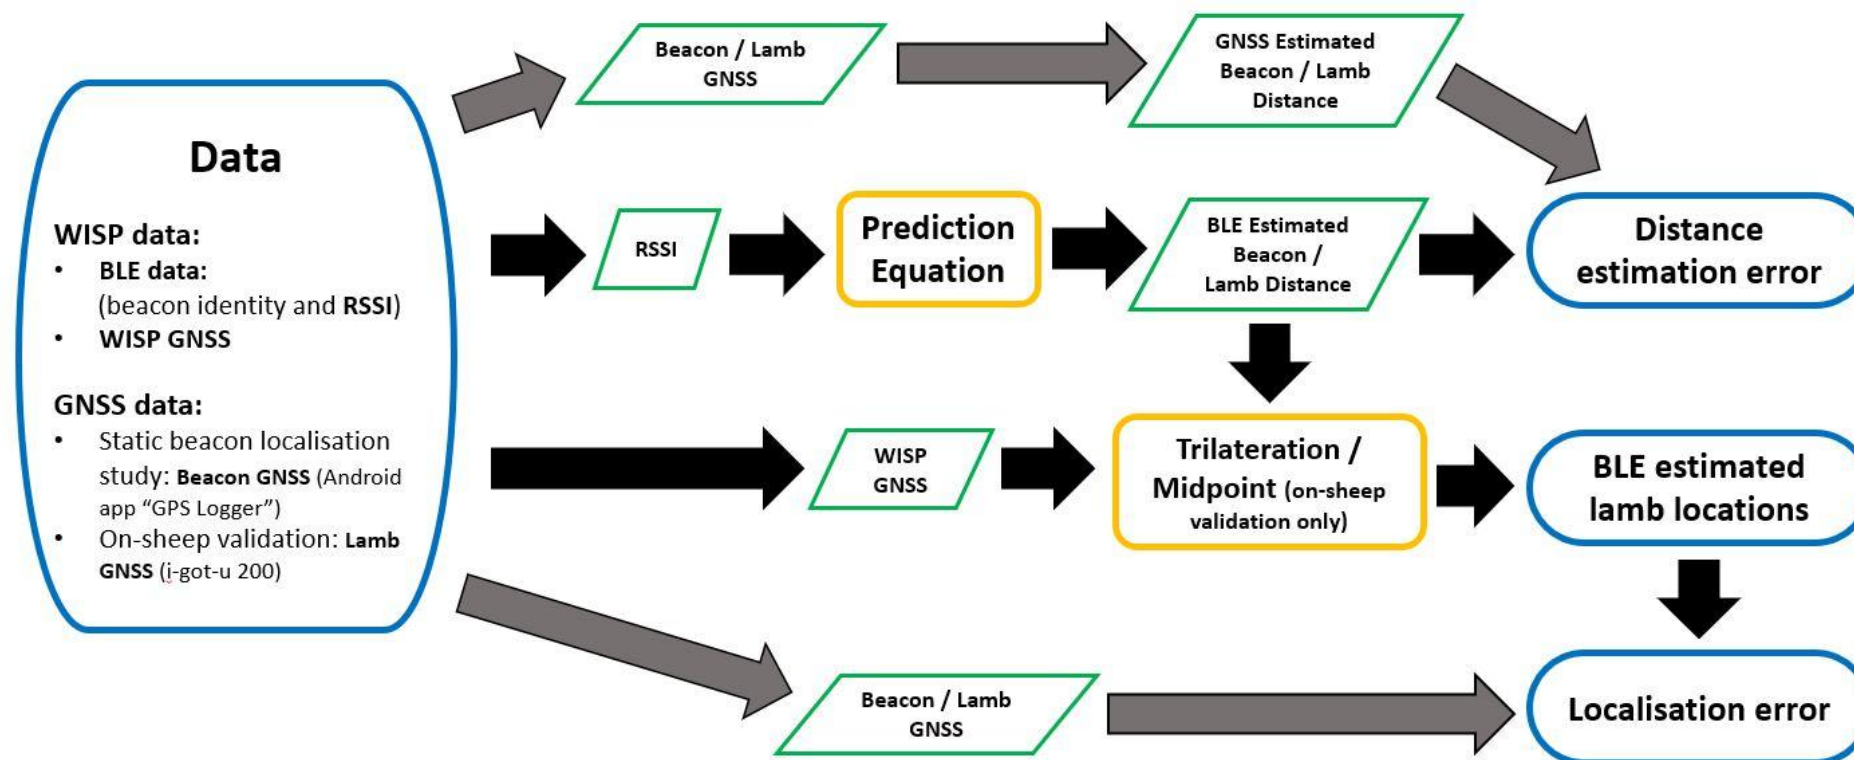 Data
WISP data:
• BLE data:
(beacon identity and RSSI)
• WISP GNSS
GNSS data:
• Static beacon localisation
study: Beacon GNSS (Android
app “GPS Logger”)
• On-sheep validation: Lamb
GNSS (i-got-u 200)
Beacon / Lamb
GNSS
GNSS Estimated
Beacon / Lamb
Distance
RSSI
Prediction
Equation
BLE Estimated
Beacon /
Lamb Distance
Distance
estimation error
WISP
GNSS
Trilateration /
Midpoint (on-sheep
validation only)
BLE estimated
lamb locations
Beacon / Lamb
GNSS
Localisation error